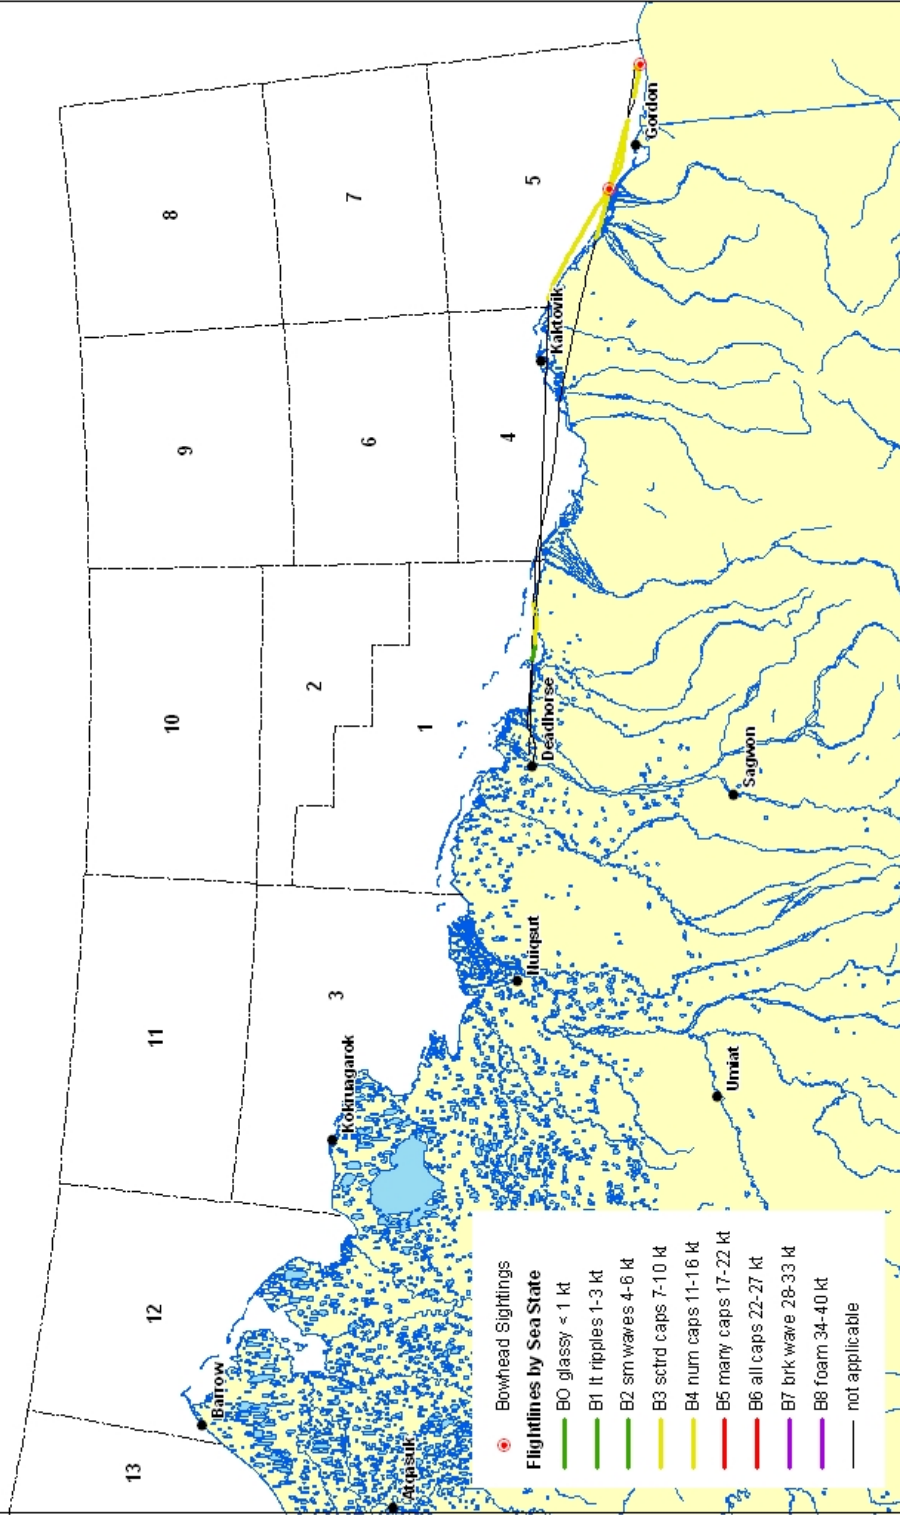 13
12
11
10
9
8
3
2
6
7
1
4
5
Barrow
Atqasuk
Kokruagarok
Nuiqsut
Umiat
Deadhorse
Sagwon
Kaktovik
Gordon
Bowhead Sightings
Flightlines by Sea State
B0 glassy < 1 kt
B1 lt ripples 1-3 kt
B2 sm waves 4-6 kt
B3 sctrd caps 7-10 kt
B4 num caps 11-16 kt
B5 many caps 17-22 kt
B6 all caps 22-27 kt
B7 brk wave 28-33 kt
B8 foam 34-40 kt
not applicable